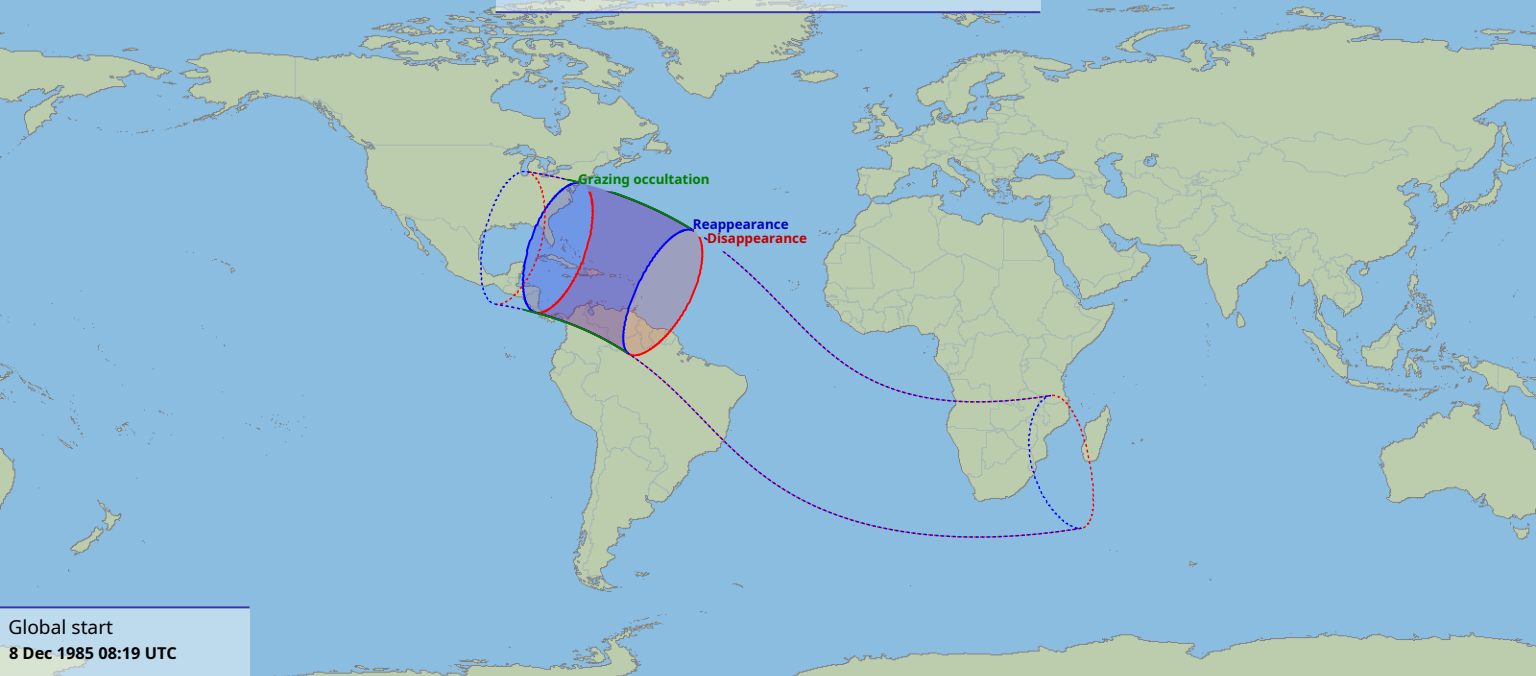 Grazing occultation
Reappearance
Disappearance
Global start
8 Dec 1985 08:19 UTC